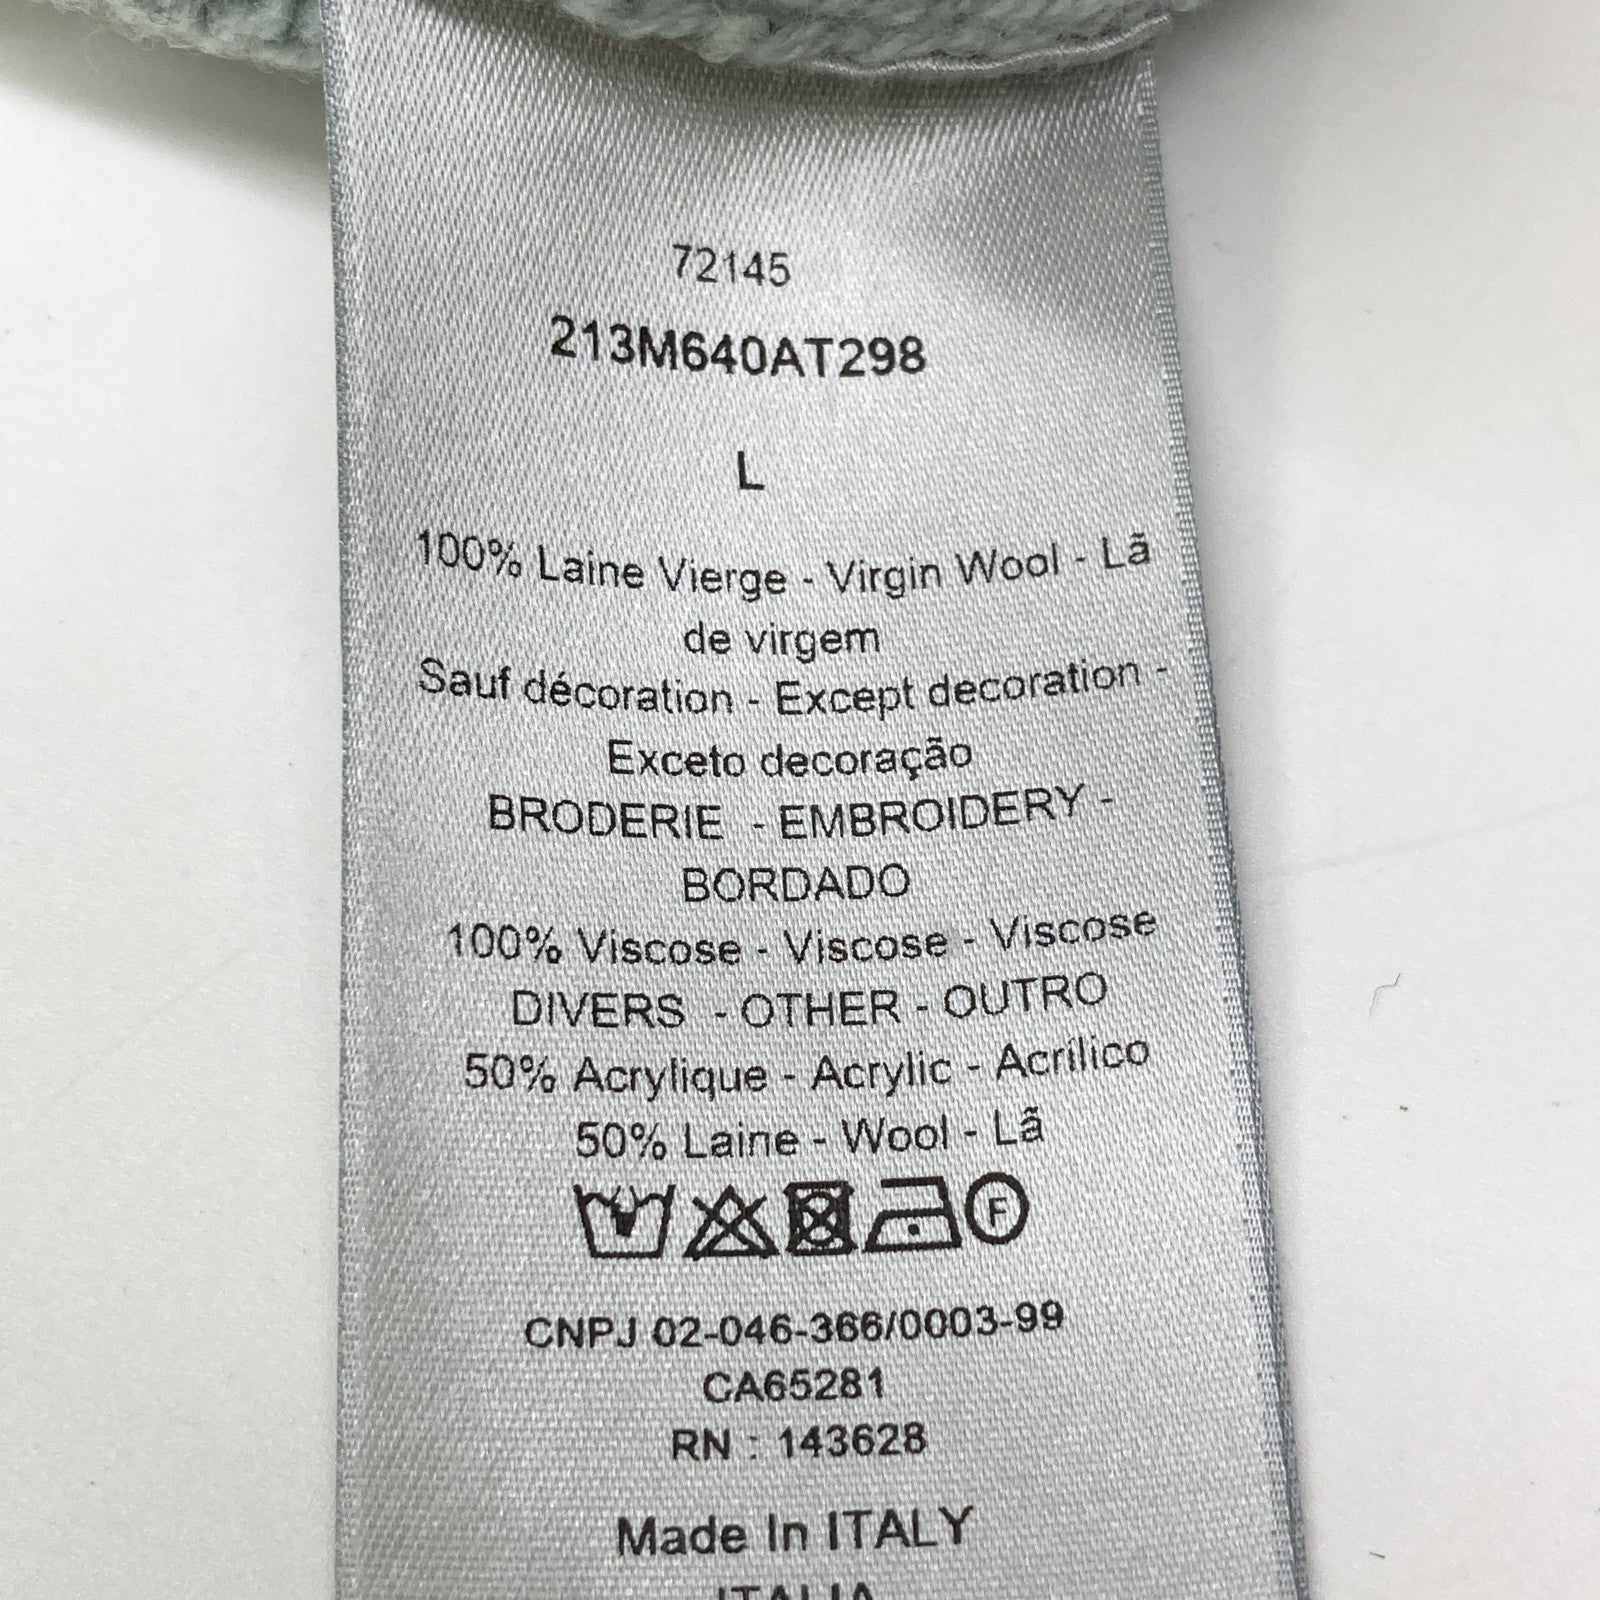 72145
213M640AT298
L
100% Laine Vierge - Virgin Wool - Lã
de virgem
Sauf décoration - Except decoration -
Exceto decoração
BRODERIE - EMBROIDERY -
BORDADO
100% Viscose - Viscose - Viscose
DIVERS - OTHER - OUTRO
50% Acrylique - Acrylic - Acrílico
50% Laine - Wool - Lã
F
CNPJ 02-046-366/0003-99
CA65281
RN : 143628
Made In ITALY
ITALIA